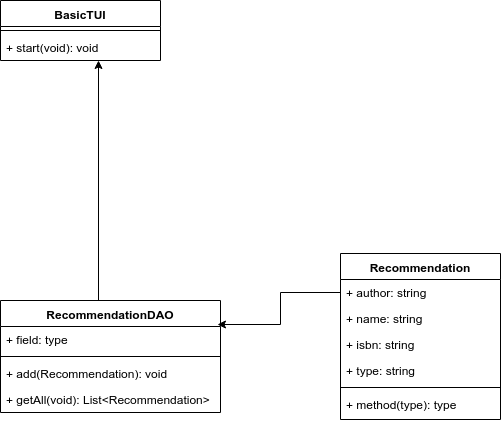 BasicTUI
+ start(void): void
RecommendationDAO
+ field: type
+ add(Recommendation): void
+ getAll(void): List<Recommendation>
Recommendation
+ author: string
+ name: string
+ isbn: string
+ type: string
+ method(type): type